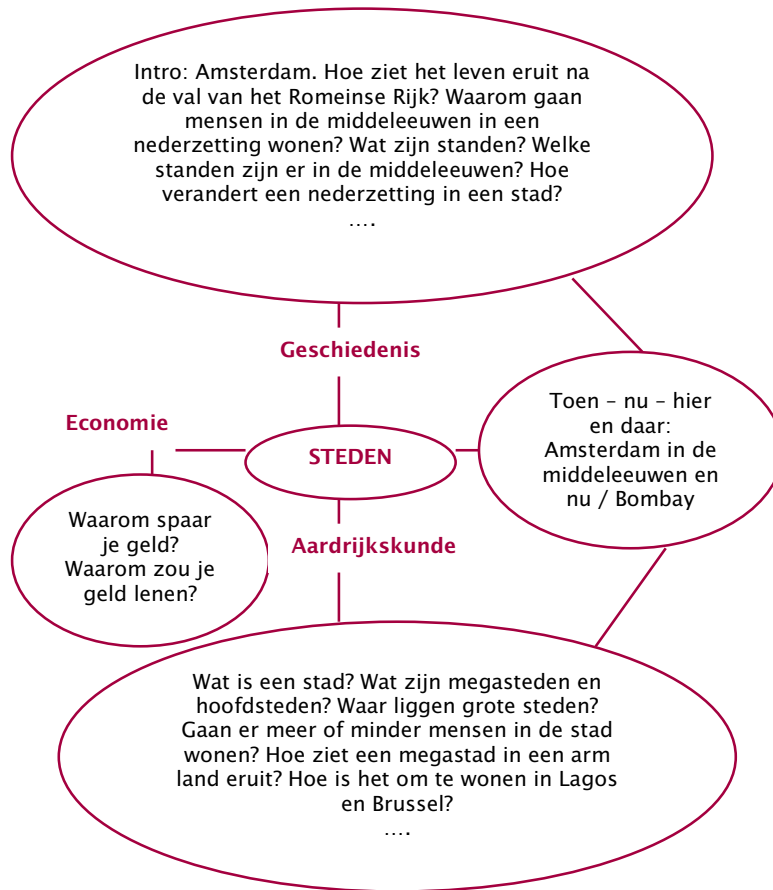 Intro: Amsterdam. Hoe ziet het leven eruit na
de val van het Romeinse Rijk? Waarom gaan
mensen in de middeleeuwen in een
nederzetting wonen? Wat zijn standen? Welke
standen zijn er in de middeleeuwen? Hoe
verandert een nederzetting in een stad?
….
Geschiedenis
Economie
STEDEN
Toen – nu – hier
en daar:
Amsterdam in de
middeleeuwen en
nu / Bombay
Waarom spaar
je geld?
Waarom zou je
geld lenen?
Aardrijkskunde
Wat is een stad? Wat zijn megasteden en
hoofdsteden? Waar liggen grote steden?
Gaan er meer of minder mensen in de stad
wonen? Hoe ziet een megastad in een arm
land eruit? Hoe is het om te wonen in Lagos
en Brussel?
….